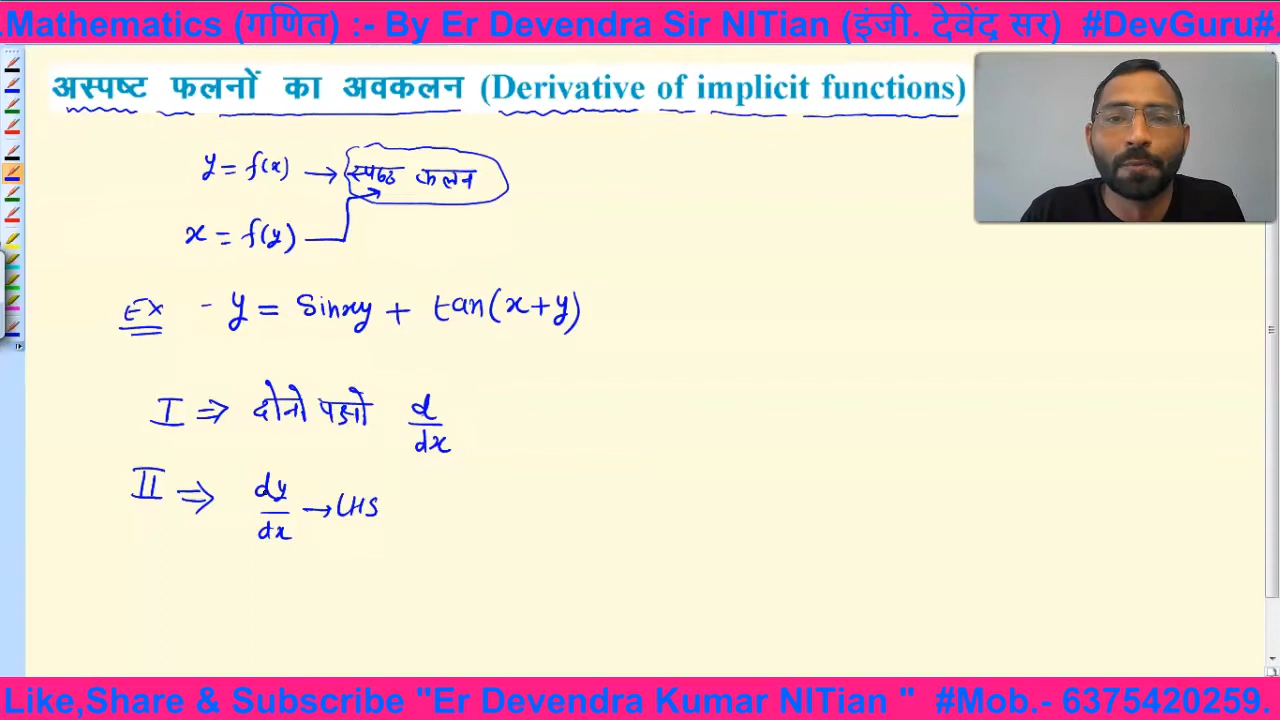 .Mathematics (गणित) :- By Er Devendra Sir NITian (इंजी. देवेंद्र सर) #DevGuru#.
अस्पष्ट फलनों का अवकलन (Derivative of implicit functions)
y = f(x) → स्पष्ठ कलन
x = f(y)
EX - y = Sinxy + tan(x+y)
I ⇒ दोनो पक्षो d/dx
II ⇒ dy/dx → LHS
Like,Share & Subscribe "Er Devendra Kumar NITian " #Mob.- 6375420259.